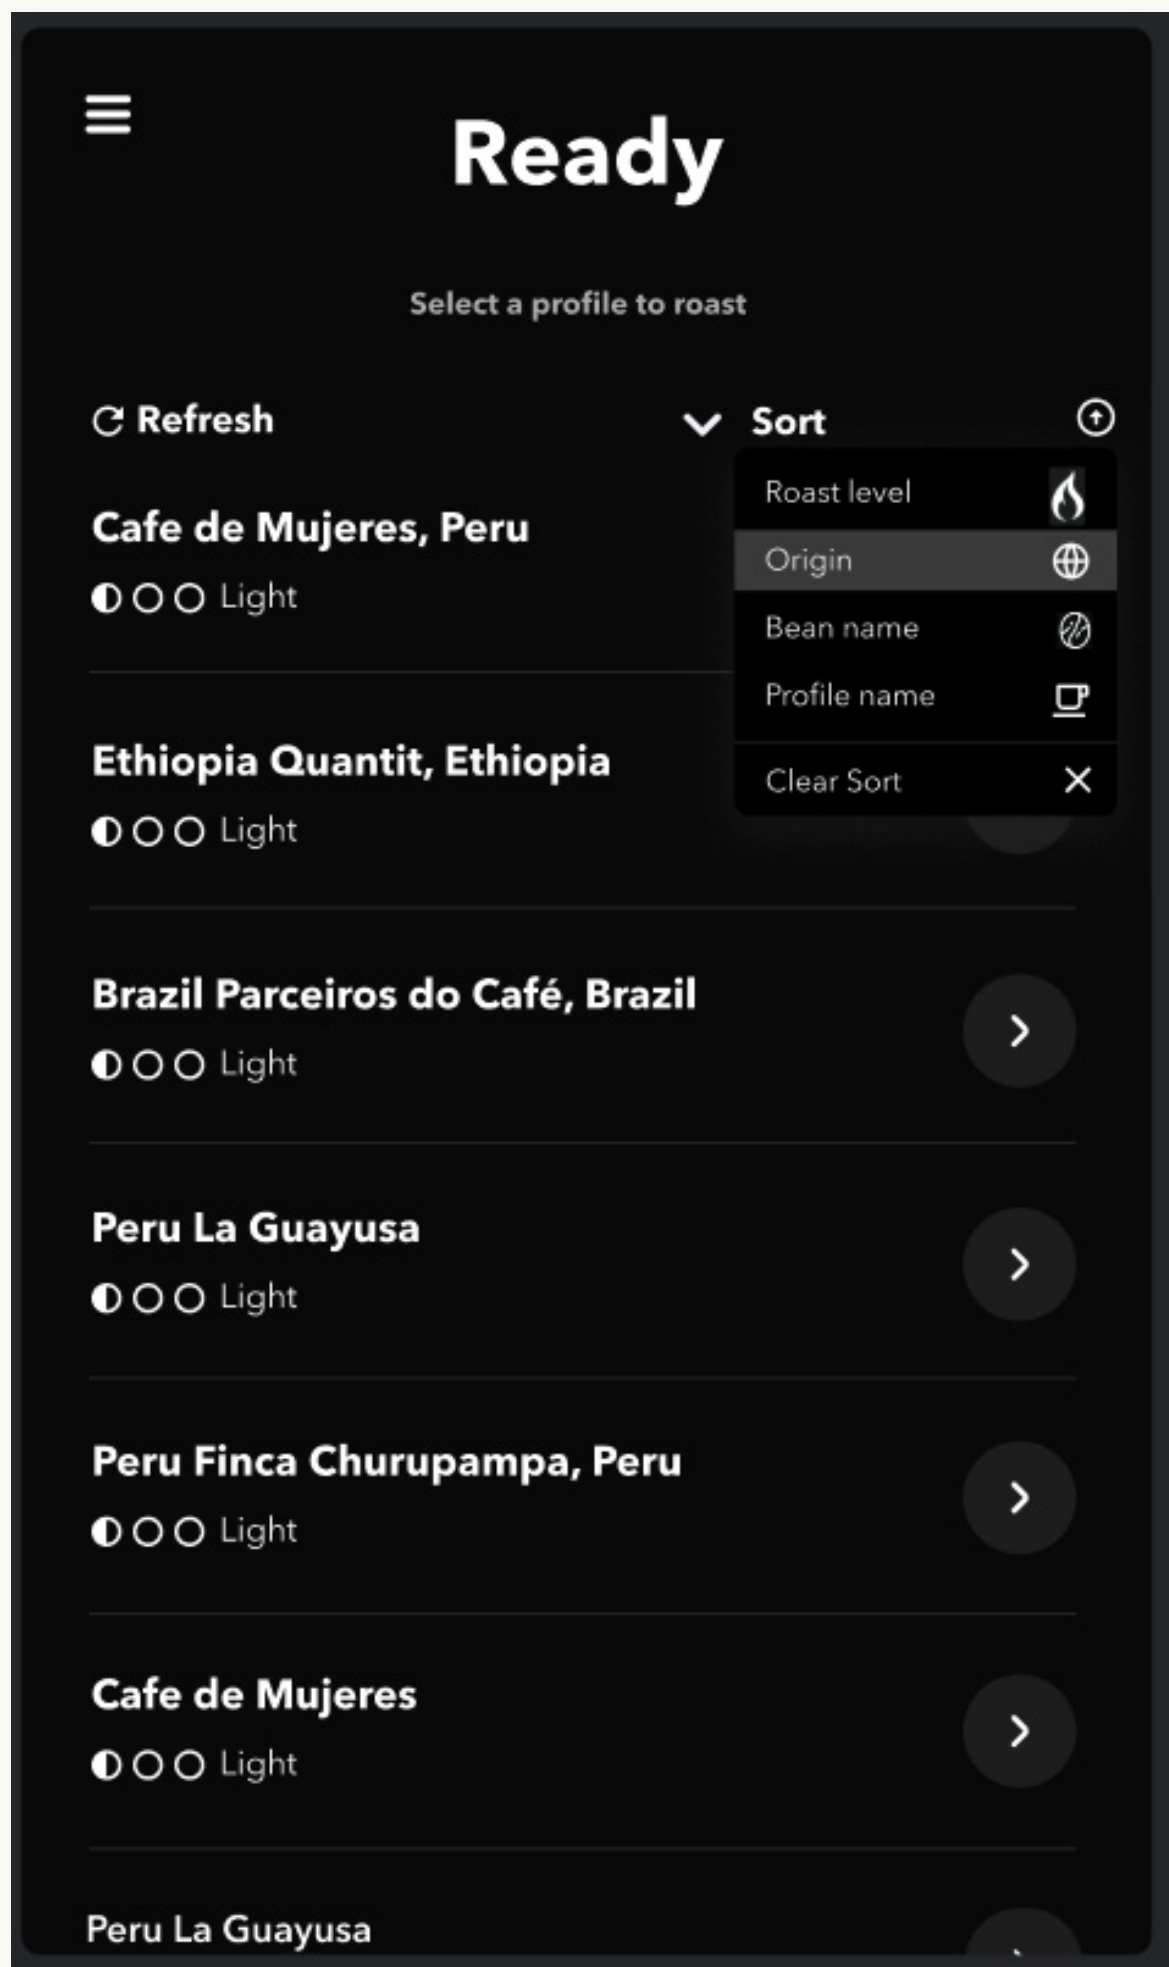 Ready
Select a profile to roast
Refresh
Sort
Roast level
Origin
Bean name
Profile name
Clear Sort
Cafe de Mujeres, Peru
Light
Ethiopia Quantit, Ethiopia
Light
Brazil Parceiros do Café, Brazil
Light
Peru La Guayusa
Light
Peru Finca Churupampa, Peru
Light
Cafe de Mujeres
Light
Peru La Guayusa